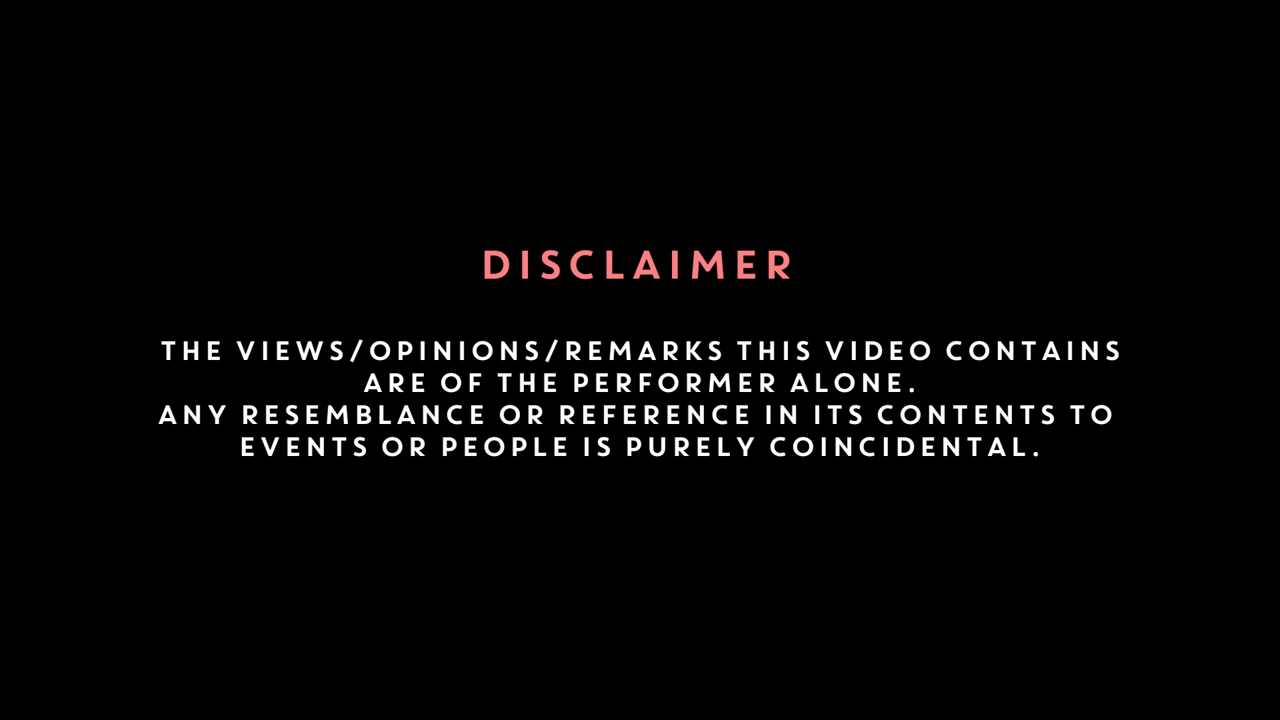 DISCLAIMER
THE VIEWS/OPINIONS/REMARKS THIS VIDEO CONTAINS
ARE OF THE PERFORMER ALONE.
ANY RESEMBLANCE OR REFERENCE IN ITS CONTENTS TO
EVENTS OR PEOPLE IS PURELY COINCIDENTAL.